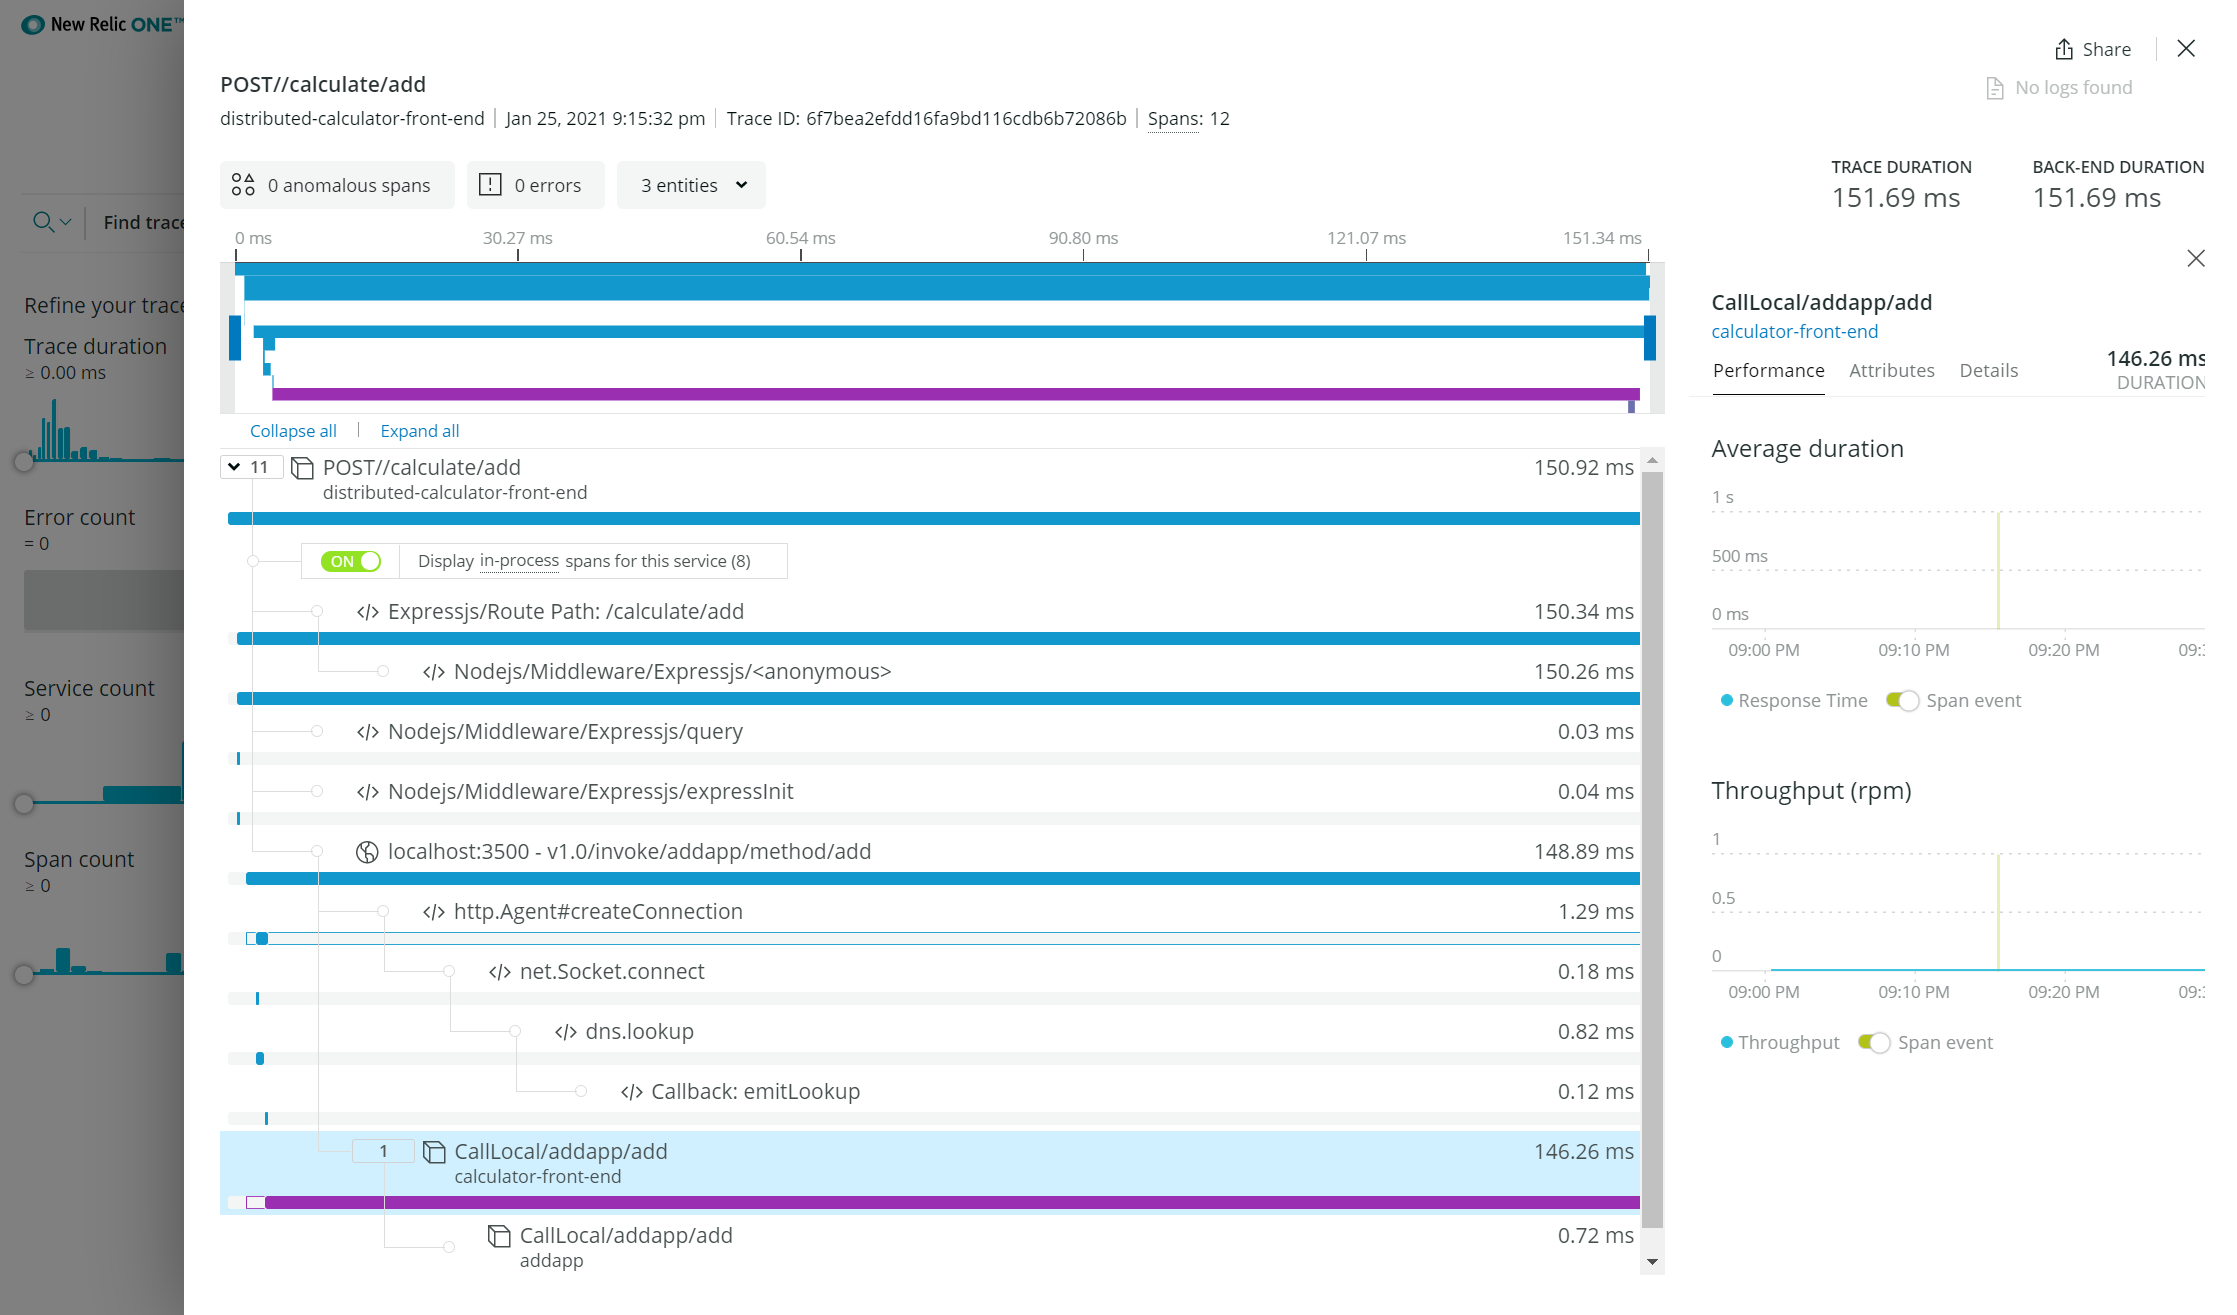 New Relic ONE™
Share
No logs found
POST//calculate/add
distributed-calculator-front-end | Jan 25, 2021 9:15:32 pm | Trace ID: 6f7bea2efdd16fa9bd116cdb6b72086b | Spans: 12
0 anomalous spans
0 errors
3 entities
TRACE DURATION
151.69 ms
BACK-END DURATION
151.69 ms
Find trace
Refine your trace
Trace duration
≥ 0.00 ms
Error count
= 0
Service count
≥ 0
Span count
≥ 0
0 ms 30.27 ms 60.54 ms 90.80 ms 121.07 ms 151.34 ms
Collapse all | Expand all
11 POST//calculate/add 150.92 ms
distributed-calculator-front-end
ON Display in-process spans for this service (8)
</> Expressjs/Route Path: /calculate/add 150.34 ms
</> Nodejs/Middleware/Expressjs/<anonymous> 150.26 ms
</> Nodejs/Middleware/Expressjs/query 0.03 ms
</> Nodejs/Middleware/Expressjs/expressInit 0.04 ms
localhost:3500 - v1.0/invoke/addapp/method/add 148.89 ms
</> http.Agent#createConnection 1.29 ms
</> net.Socket.connect 0.18 ms
</> dns.lookup 0.82 ms
</> Callback: emitLookup 0.12 ms
1 CallLocal/addapp/add 146.26 ms
calculator-front-end
CallLocal/addapp/add 0.72 ms
addapp
CallLocal/addapp/add
calculator-front-end
Performance Attributes Details
146.26 ms
DURATION
Average duration
1 s
500 ms
0 ms
09:00 PM 09:10 PM 09:20 PM 09:3
Response Time Span event
Throughput (rpm)
1
0.5
0
09:00 PM 09:10 PM 09:20 PM 09:3
Throughput Span event